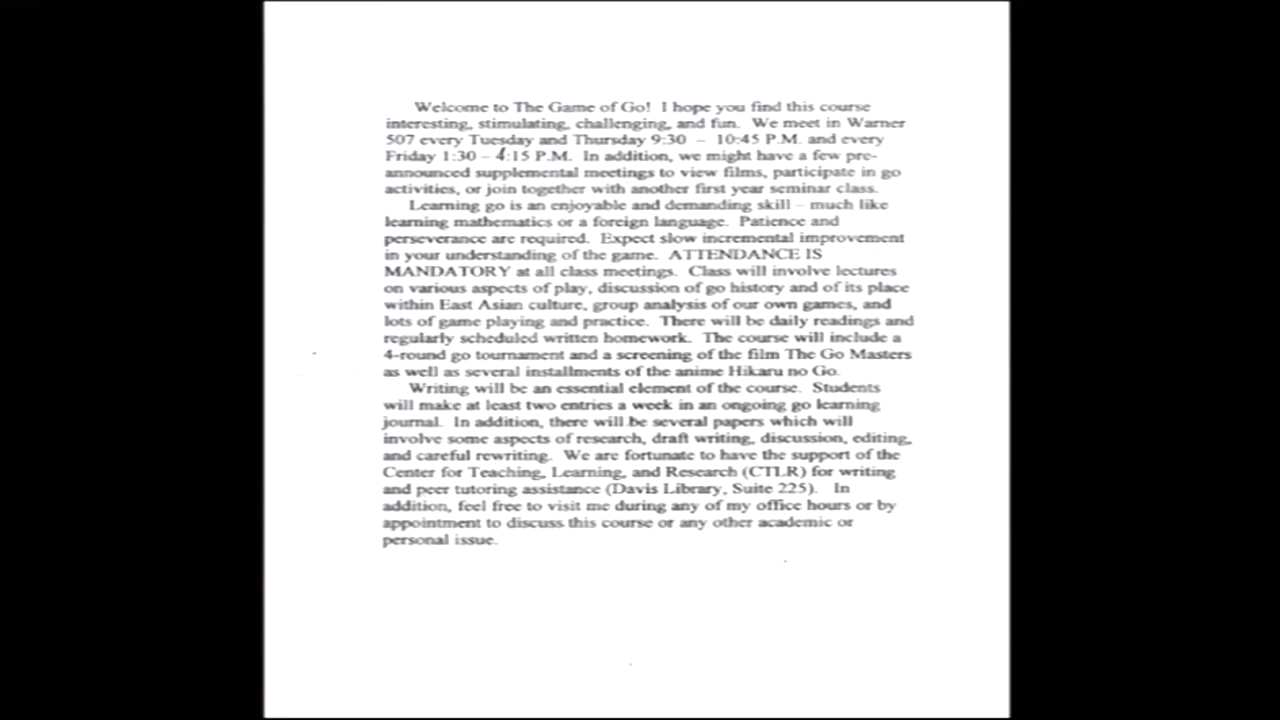 Welcome to The Game of Go! I hope you find this course
interesting, stimulating, challenging, and fun. We meet in Warner
507 every Tuesday and Thursday 9:30 – 10:45 P.M. and every
Friday 1:30 – 4:15 P.M. In addition, we might have a few pre-
announced supplemental meetings to view films, participate in go
activities, or join together with another first year seminar class.
Learning go is an enjoyable and demanding skill – much like
learning mathematics or a foreign language. Patience and
perseverance are required. Expect slow incremental improvement
in your understanding of the game. ATTENDANCE IS
MANDATORY at all class meetings. Class will involve lectures
on various aspects of play, discussion of go history and of its place
within East Asian culture, group analysis of our own games, and
lots of game playing and practice. There will be daily readings and
regularly scheduled written homework. The course will include a
4-round go tournament and a screening of the film The Go Masters
as well as several installments of the anime Hikaru no Go.
Writing will be an essential element of the course. Students
will make at least two entries a week in an ongoing go learning
journal. In addition, there will be several papers which will
involve some aspects of research, draft writing, discussion, editing,
and careful rewriting. We are fortunate to have the support of the
Center for Teaching, Learning, and Research (CTLR) for writing
and peer tutoring assistance (Davis Library, Suite 225). In
addition, feel free to visit me during any of my office hours or by
appointment to discuss this course or any other academic or
personal issue.